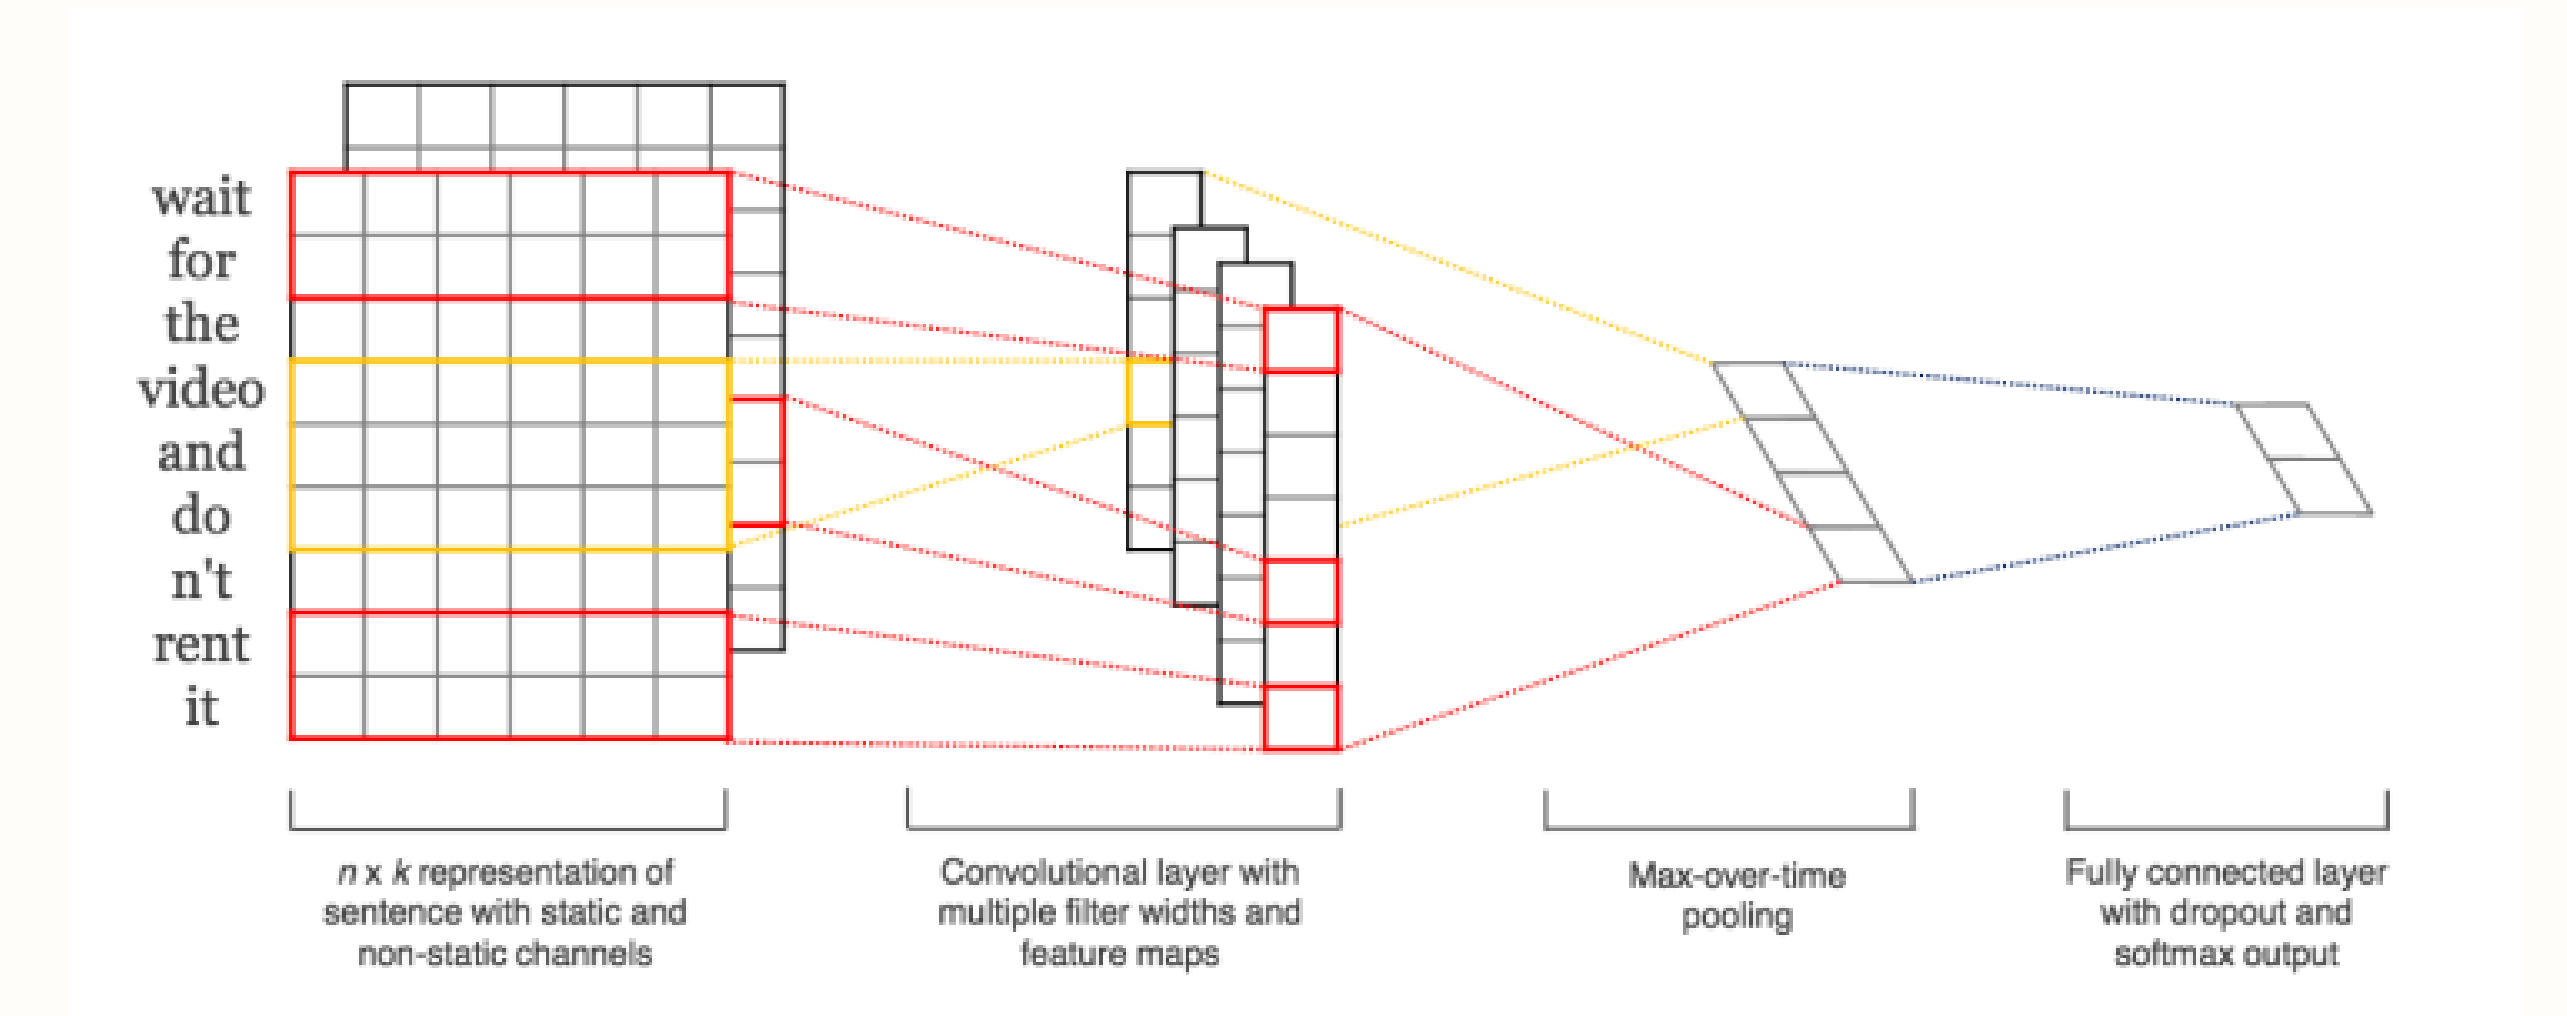 wait
for
the
video
and
do
n't
rent
it
n x k representation of
sentence with static and
non-static channels
Convolutional layer with
multiple filter widths and
feature maps
Max-over-time
pooling
Fully connected layer
with dropout and
softmax output